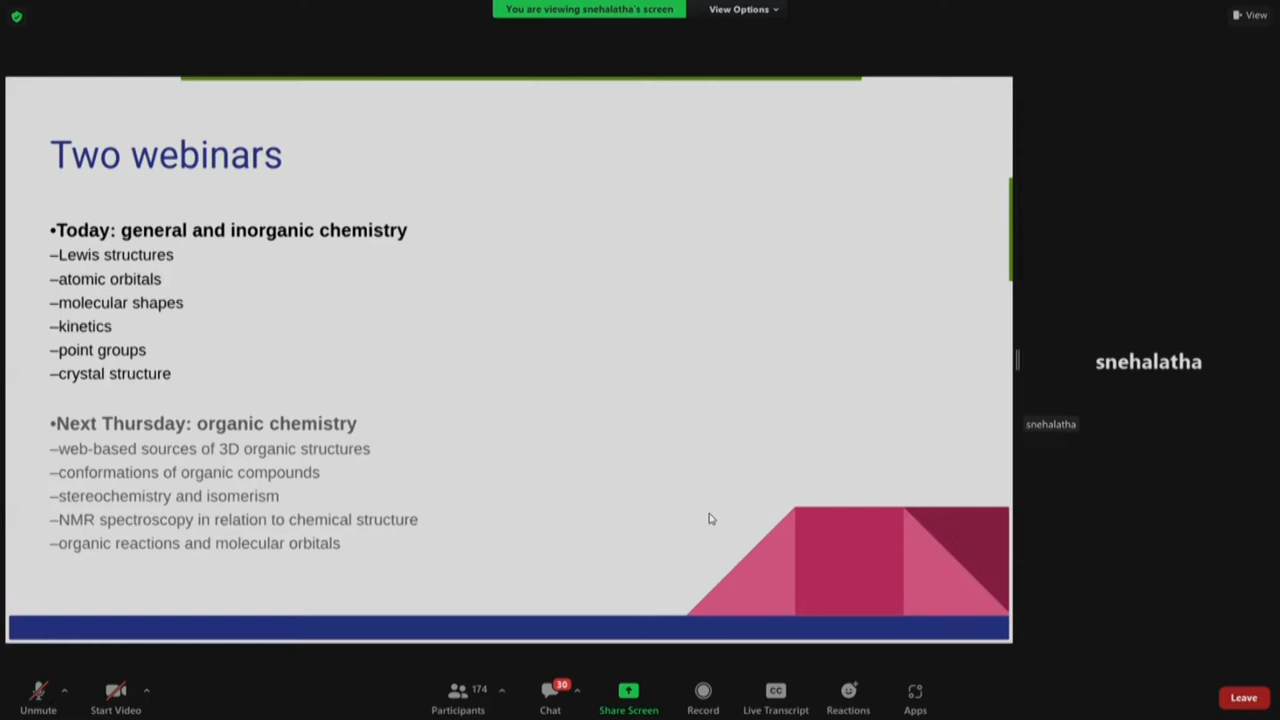 You are viewing snehalatha's screen
View Options
View
Two webinars
•Today: general and inorganic chemistry
–Lewis structures
–atomic orbitals
–molecular shapes
–kinetics
–point groups
–crystal structure
•Next Thursday: organic chemistry
–web-based sources of 3D organic structures
–conformations of organic compounds
–stereochemistry and isomerism
–NMR spectroscopy in relation to chemical structure
–organic reactions and molecular orbitals
snehalatha
snehalatha
Unmute
Start Video
174
Participants
30
Chat
Share Screen
Record
CC
Live Transcript
Reactions
Apps
Leave